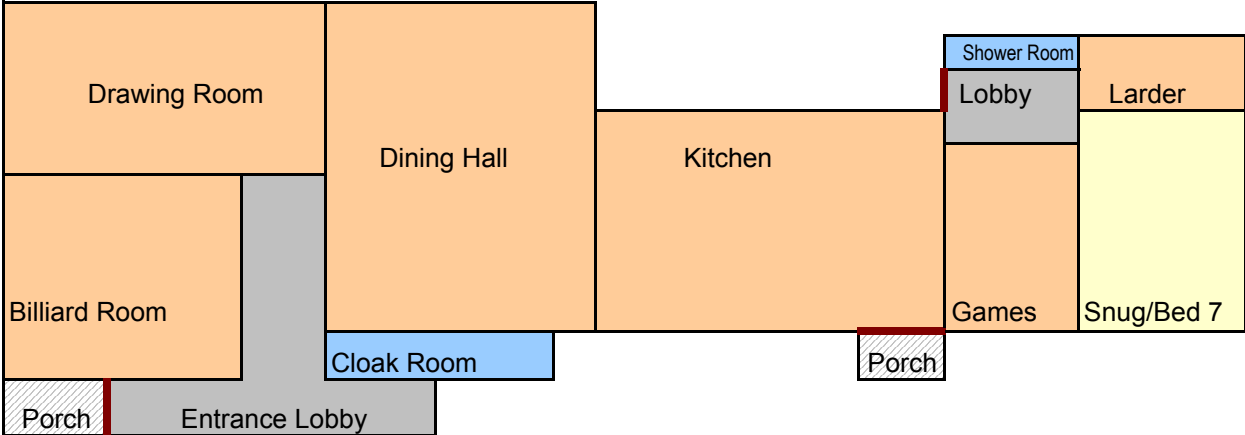 Shower Room
Drawing Room
Lobby
Larder
Dining Hall
Kitchen
Billiard Room
Games
Snug/Bed 7
Cloak Room
Porch
Porch
Entrance Lobby